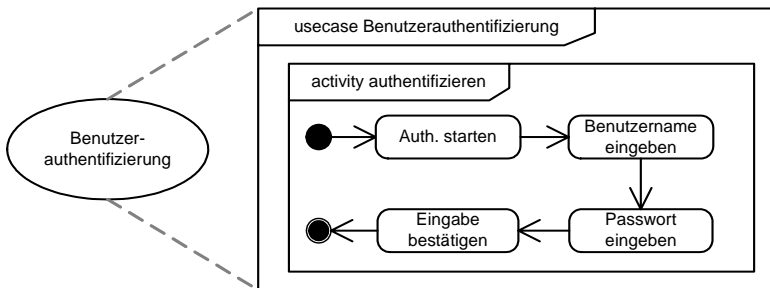 usecase Benutzerauthentifizierung
activity authentifizieren
Benutzer-
authentifizierung
Auth. starten
Benutzername
eingeben
Eingabe
bestätigen
Passwort
eingeben